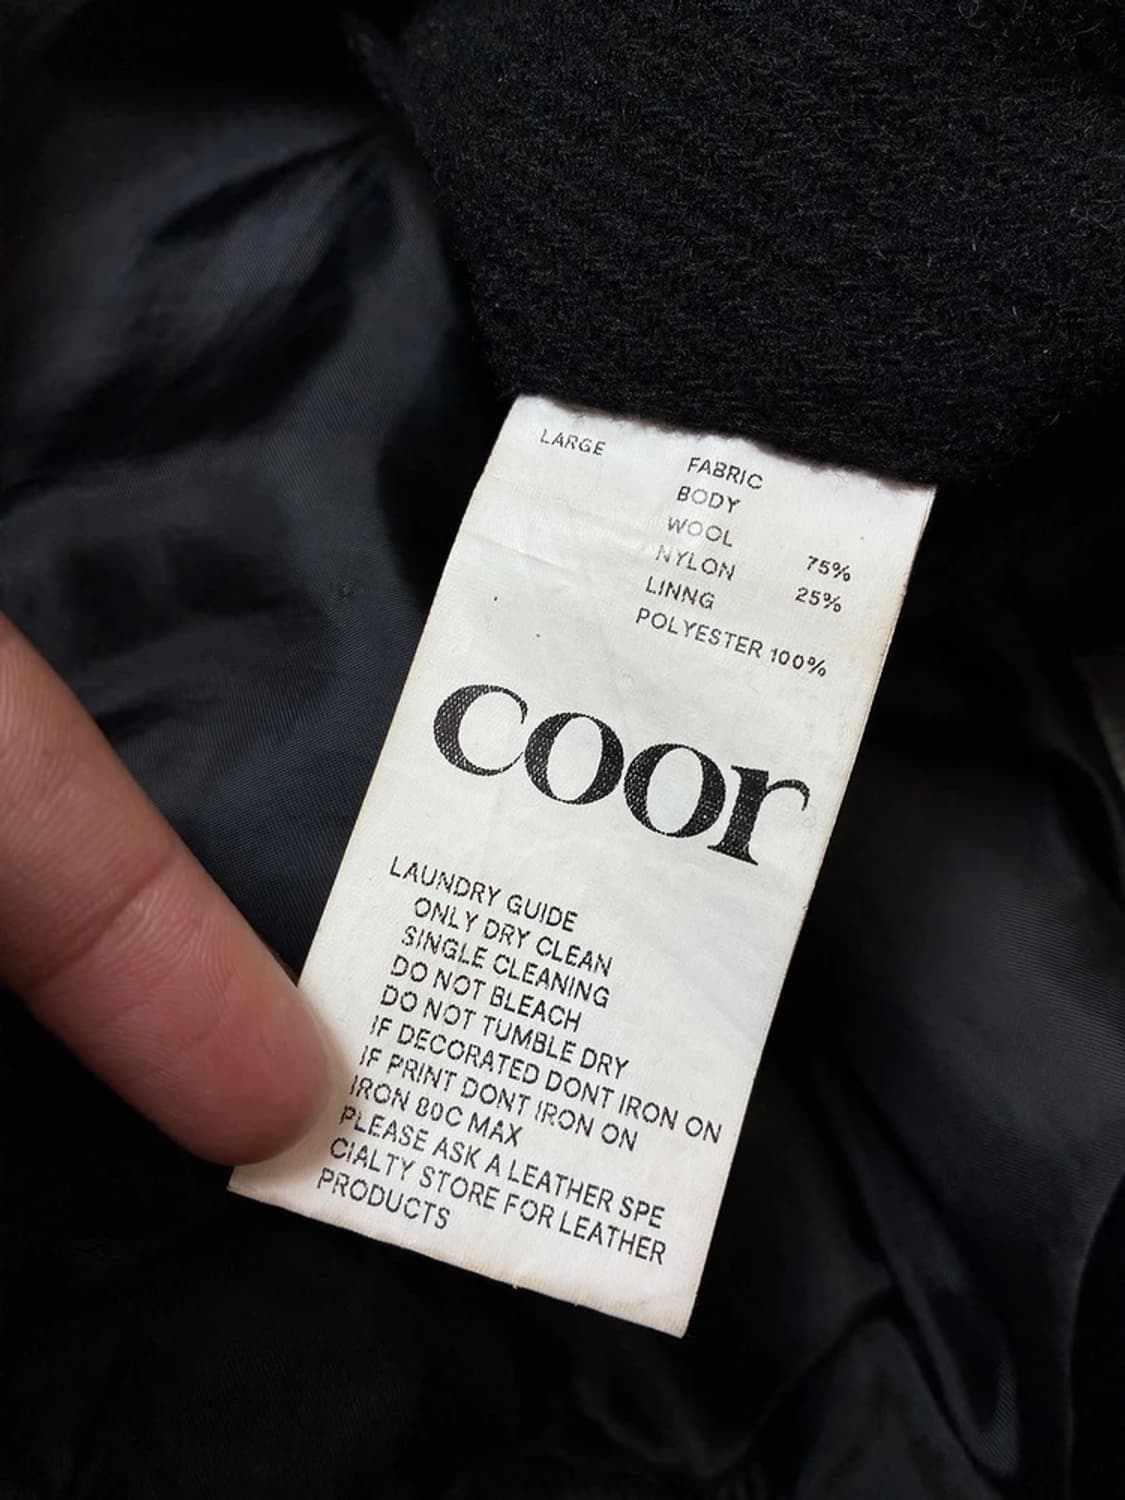 LARGE
FABRIC
BODY
WOOL 75%
NYLON 25%
LINNG
POLYESTER 100%
coor
LAUNDRY GUIDE
ONLY DRY CLEAN
SINGLE CLEANING
DO NOT BLEACH
DO NOT TUMBLE DRY
IF DECORATED DONT IRON ON
IF PRINT DONT IRON ON
IRON 80C MAX
PLEASE ASK A LEATHER SPE
CIALTY STORE FOR LEATHER
PRODUCTS